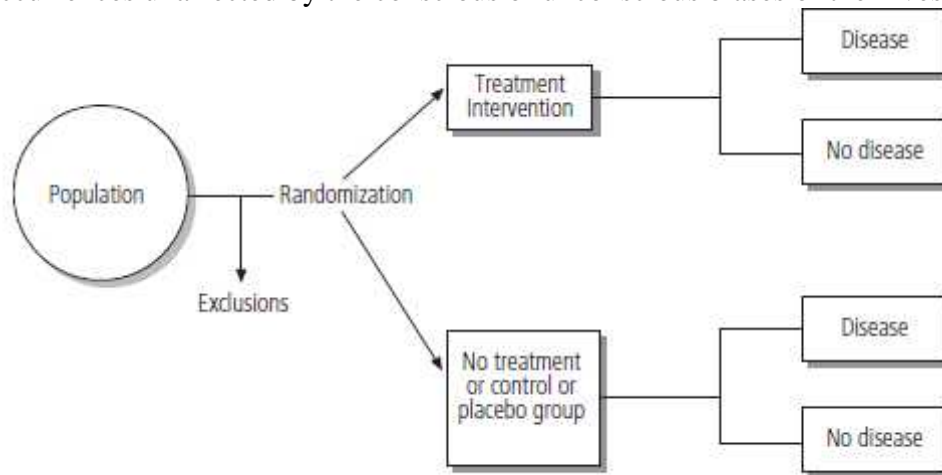 Disease
Treatment
Intervention
No disease
Population
Randomization
Exclusions
Disease
No treatment
or control or
placebo group
No disease